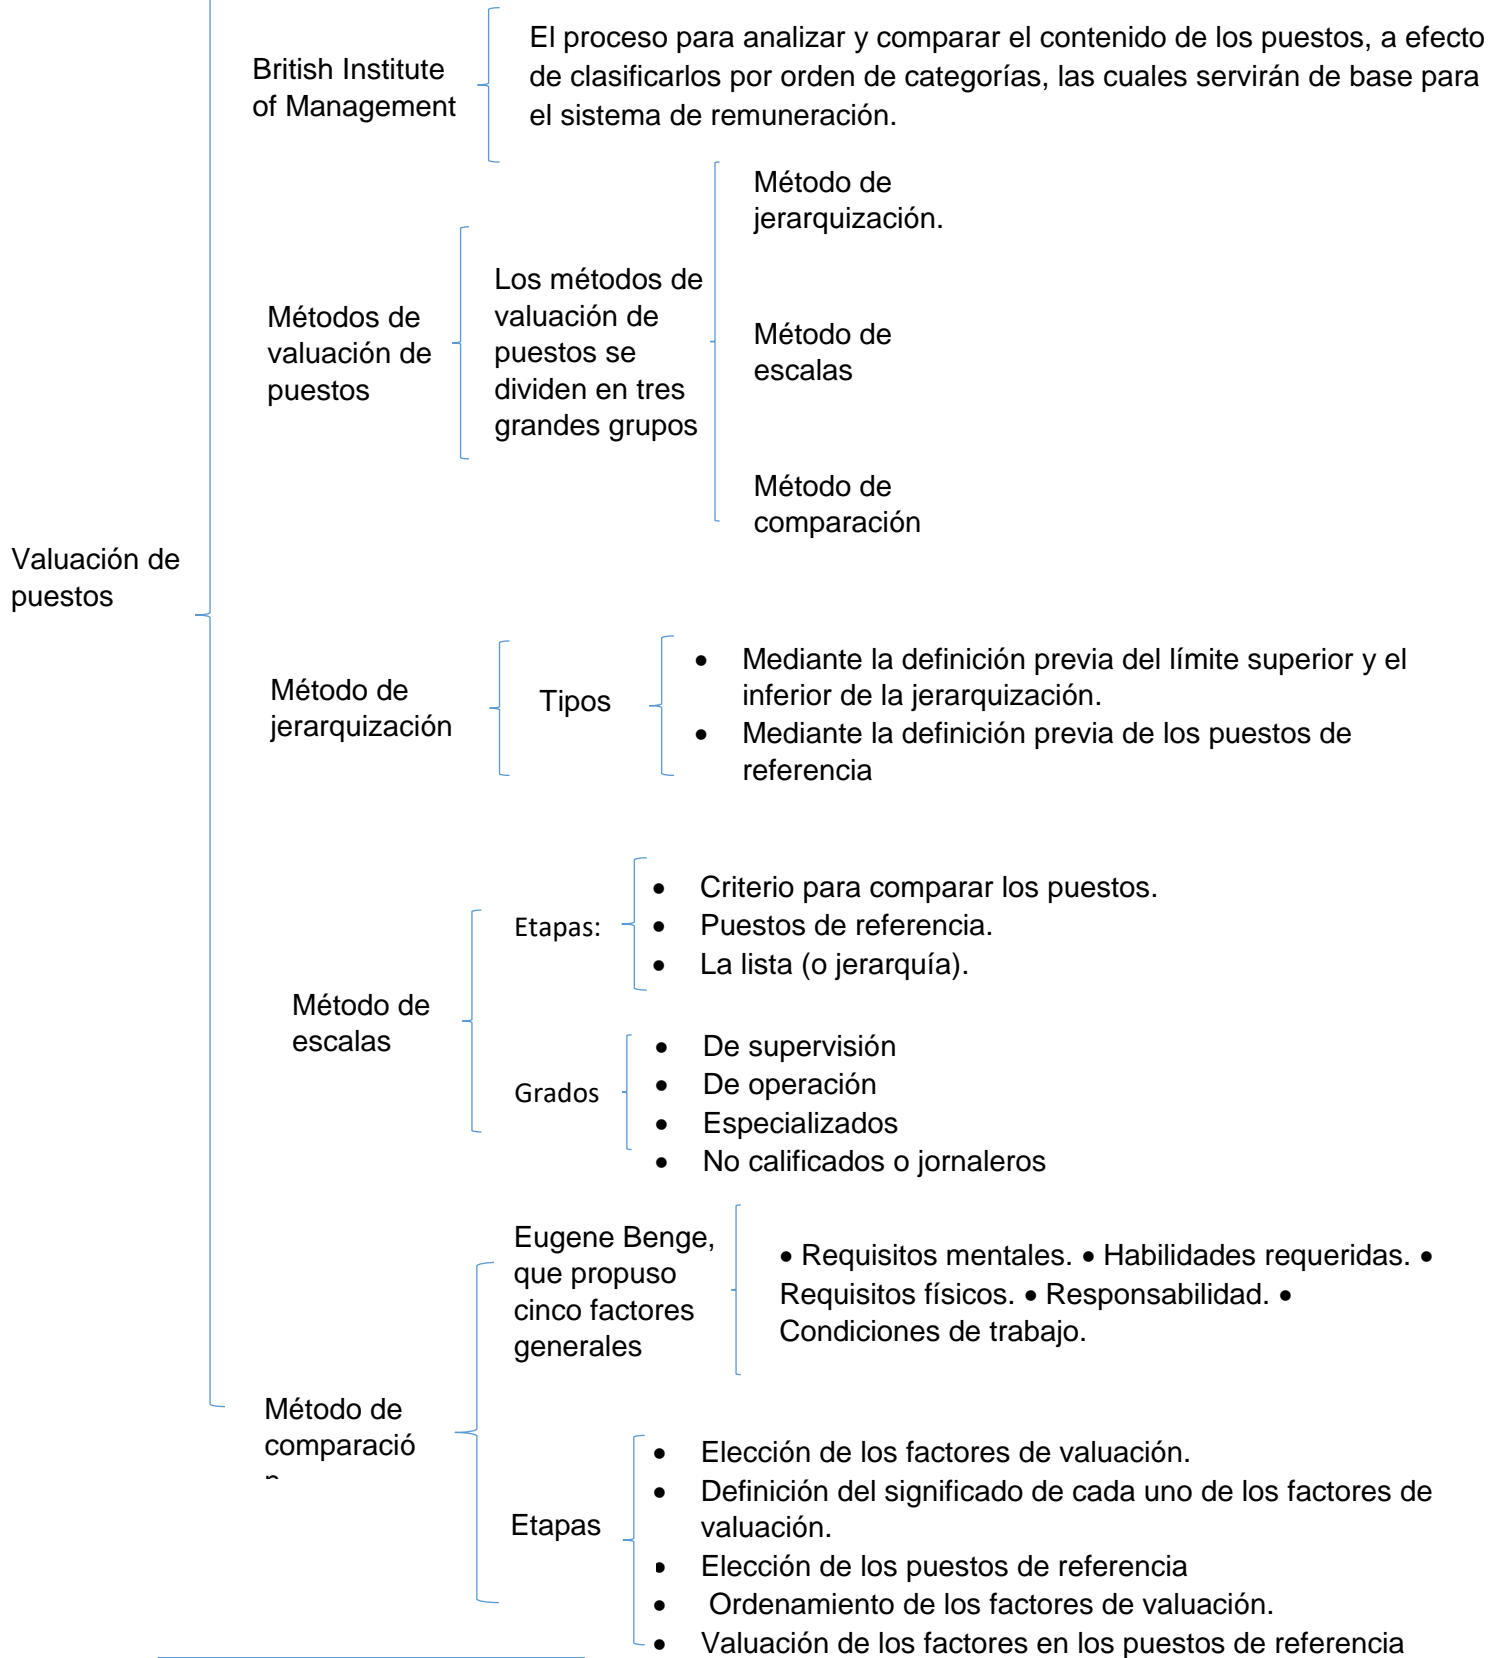 El proceso para analizar y comparar el contenido de los puestos, a efecto
de clasificarlos por orden de categorías, las cuales servirán de base para
el sistema de remuneración.
British Institute
of Management
Método de
jerarquización.
Los métodos de
valuación de
puestos se
dividen en tres
grandes grupos
Métodos de
valuación de
puestos
Método de
escalas
Método de
comparación
Valuación de
puestos
Método de
jerarquización
Tipos
• Mediante la definición previa del límite superior y el
inferior de la jerarquización.
• Mediante la definición previa de los puestos de
referencia
Método de
escalas
Etapas:
• Criterio para comparar los puestos.
• Puestos de referencia.
• La lista (o jerarquía).
Grados
• De supervisión
• De operación
• Especializados
• No calificados o jornaleros
Eugene Benge,
que propuso
cinco factores
generales
• Requisitos mentales. • Habilidades requeridas. •
Requisitos físicos. • Responsabilidad. •
Condiciones de trabajo.
Método de
comparació
n
Etapas
• Elección de los factores de valuación.
• Definición del significado de cada uno de los factores de
valuación.
• Elección de los puestos de referencia
• Ordenamiento de los factores de valuación.
• Valuación de los factores en los puestos de referencia